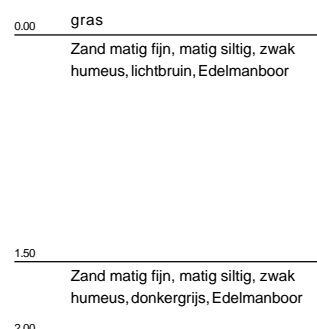 0.00 gras
Zand matig fijn, matig siltig, zwak
humeus, lichtbruin, Edelmanboor
1.50
Zand matig fijn, matig siltig, zwak
humeus, donkergrijs, Edelmanboor
2.00